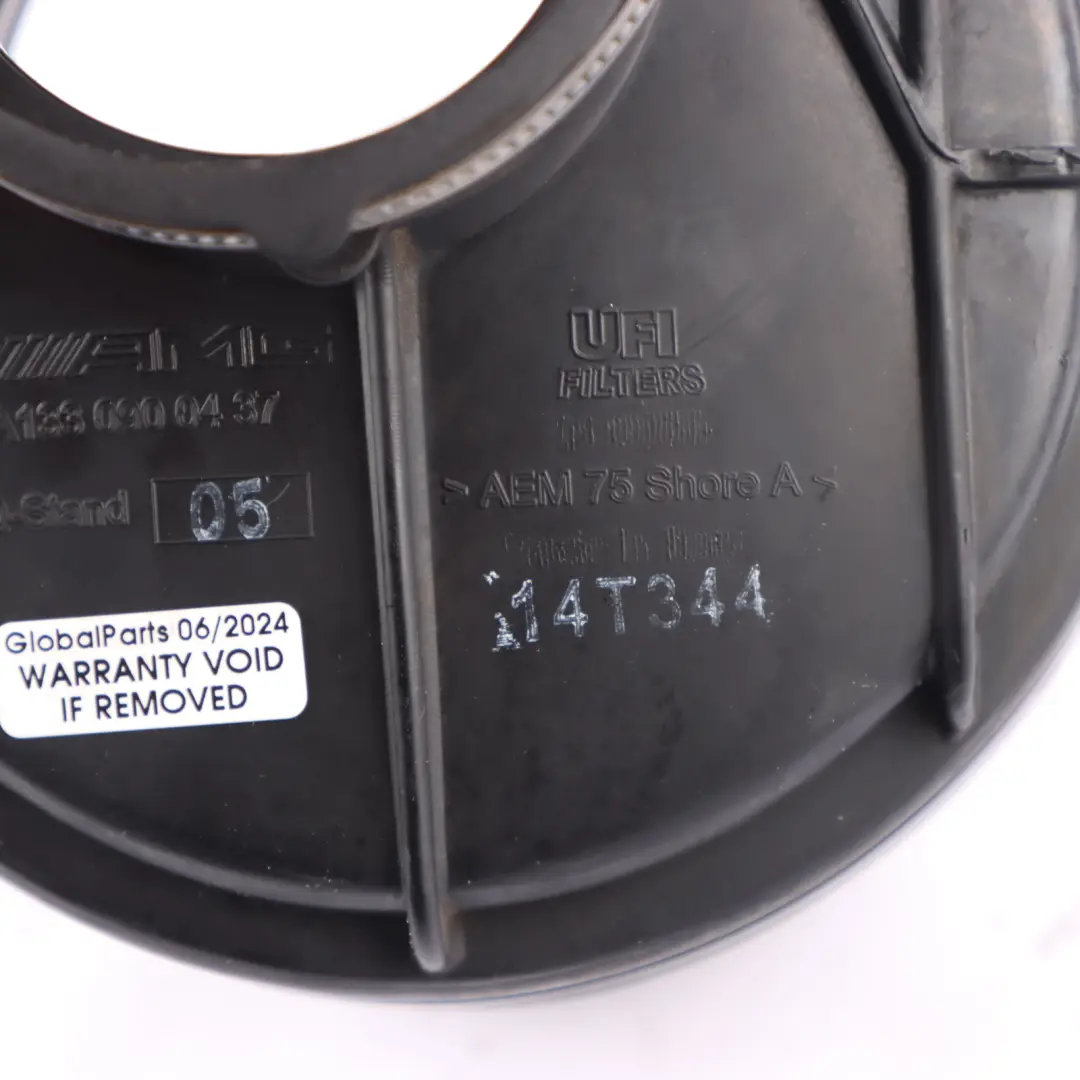 AMG
A133 090 04 37
Q-Stand 05
GlobalParts 06/2024
WARRANTY VOID
IF REMOVED
UFI
FILTERS
> AEM 75 Shore A <
14T344